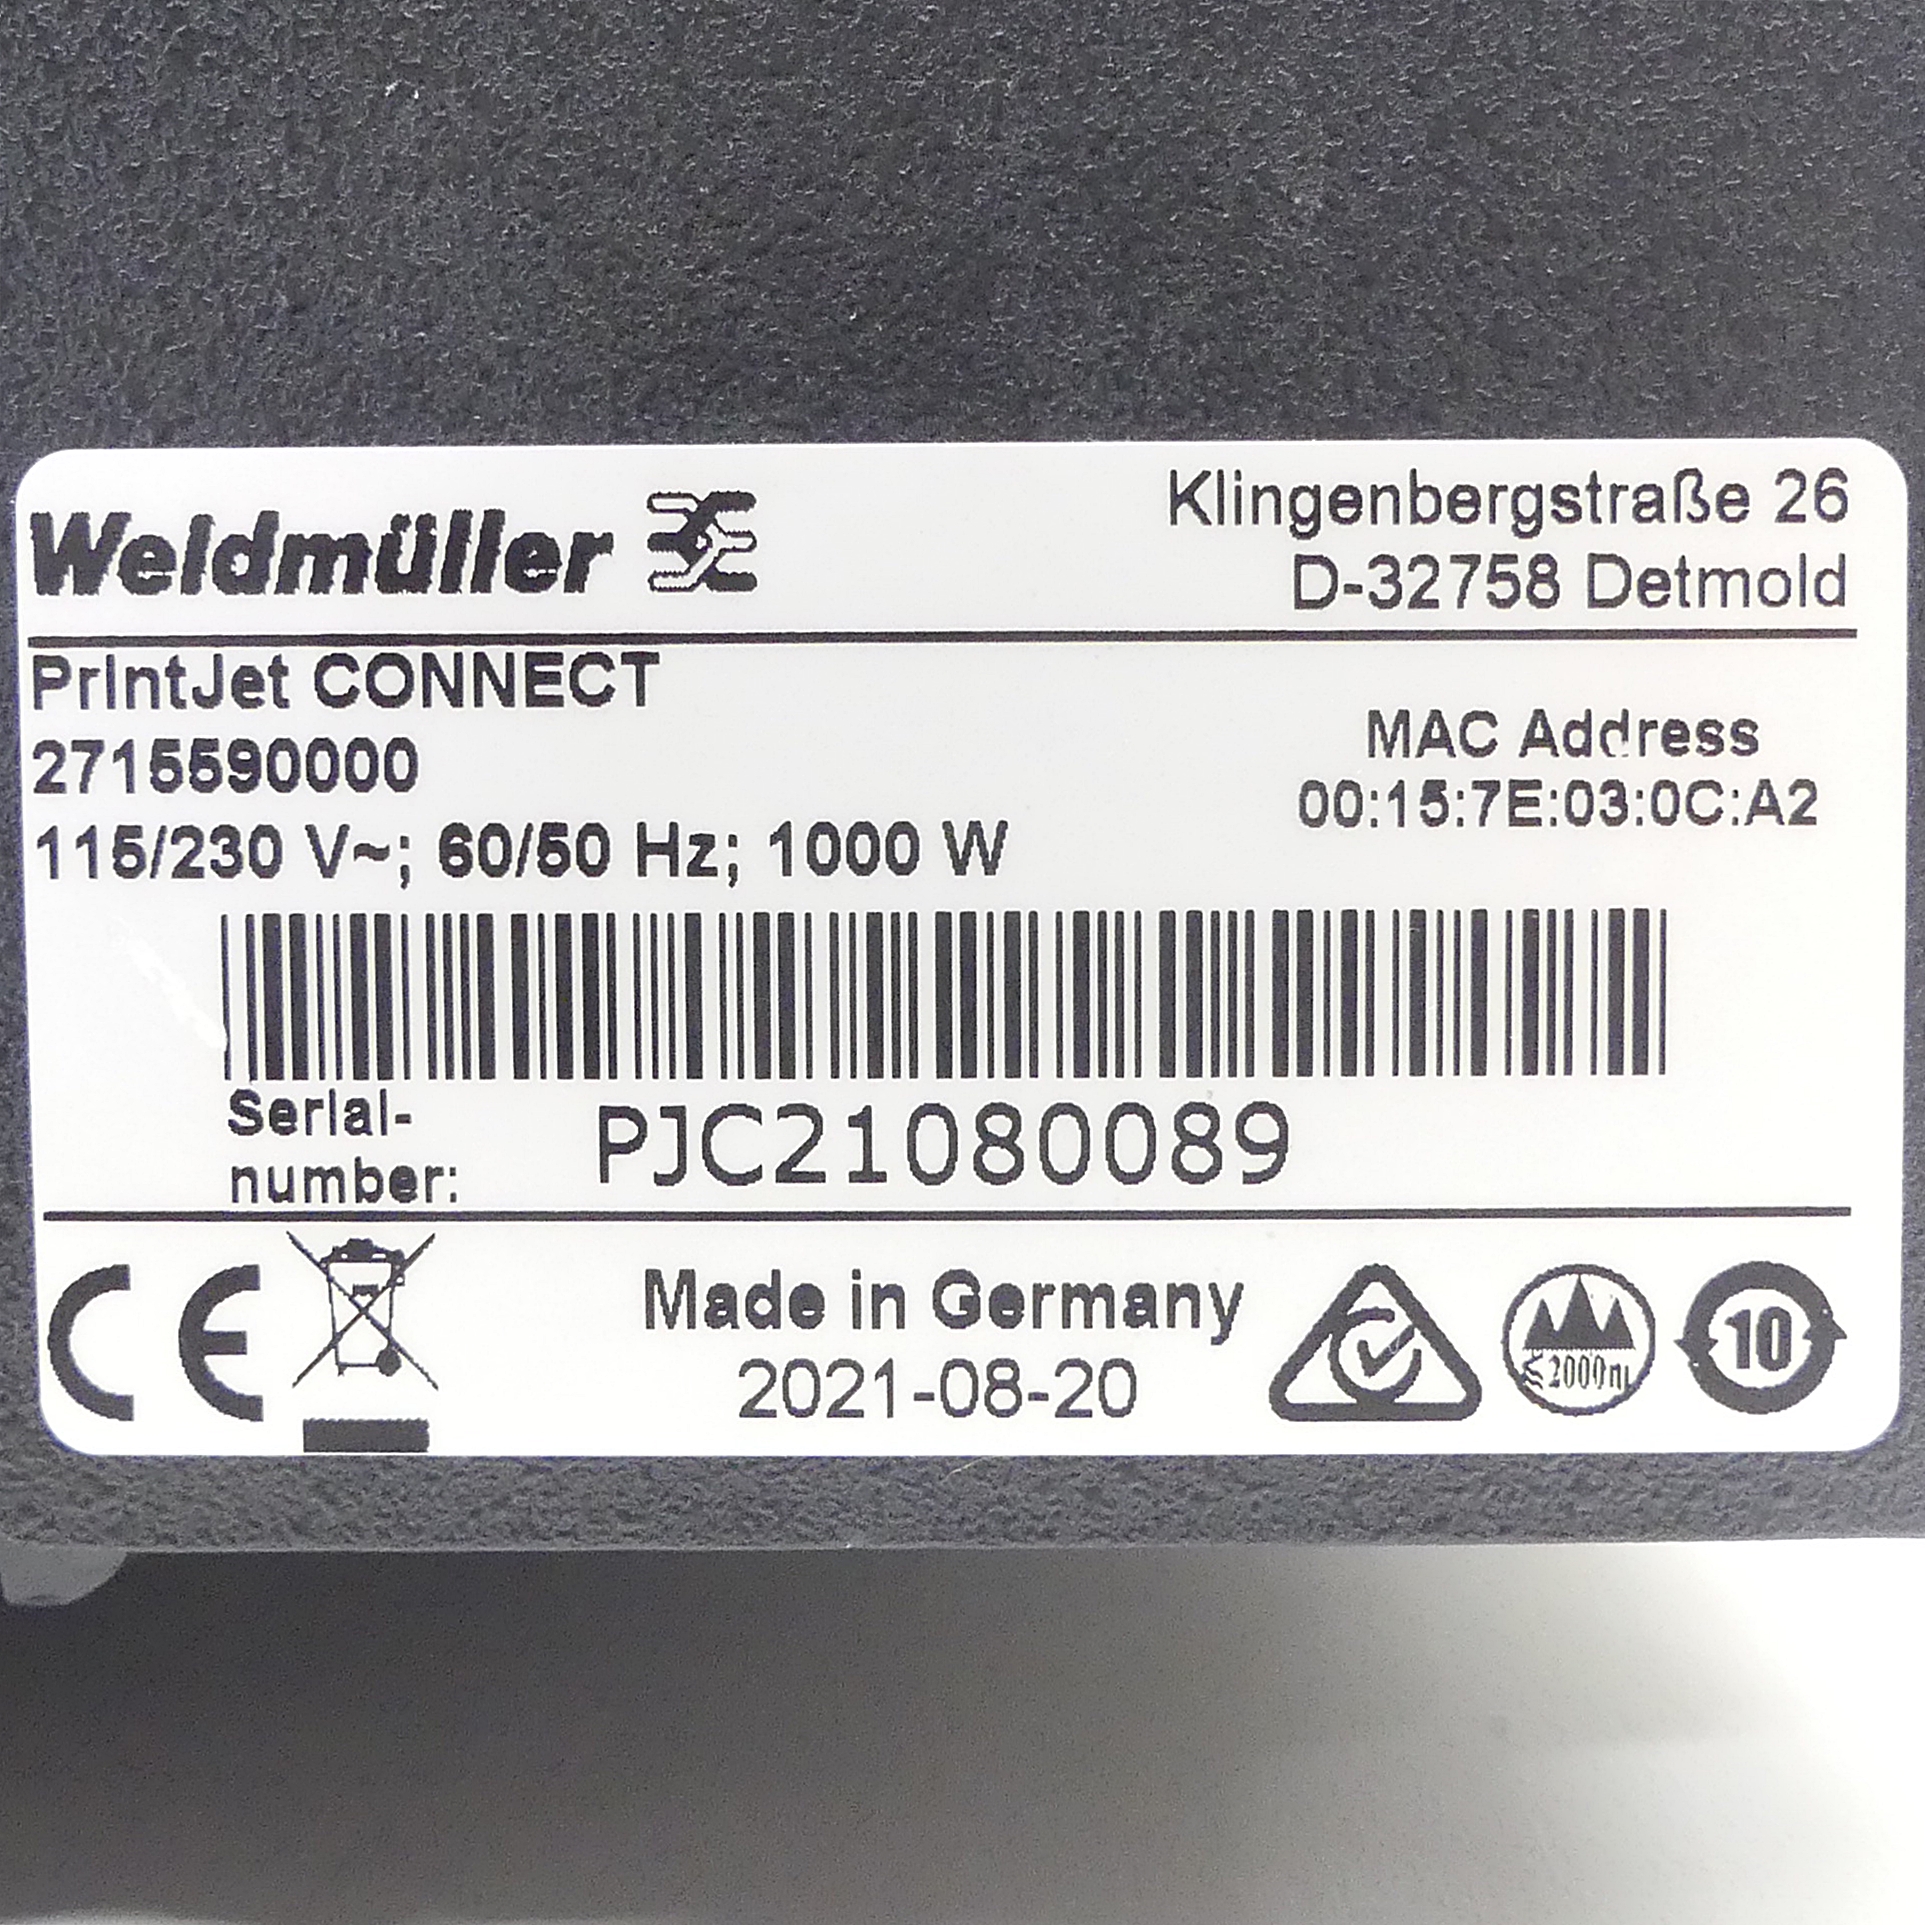 Weidmüller
Klingenbergstraße 26
D-32758 Detmold
PrintJet CONNECT
2715590000
115/230 V~; 60/50 Hz; 1000 W
MAC Address
00:15:7E:03:0C:A2
Serial-
number:
PJC21080089
CE
Made in Germany
2021-08-20
≤2000m
10